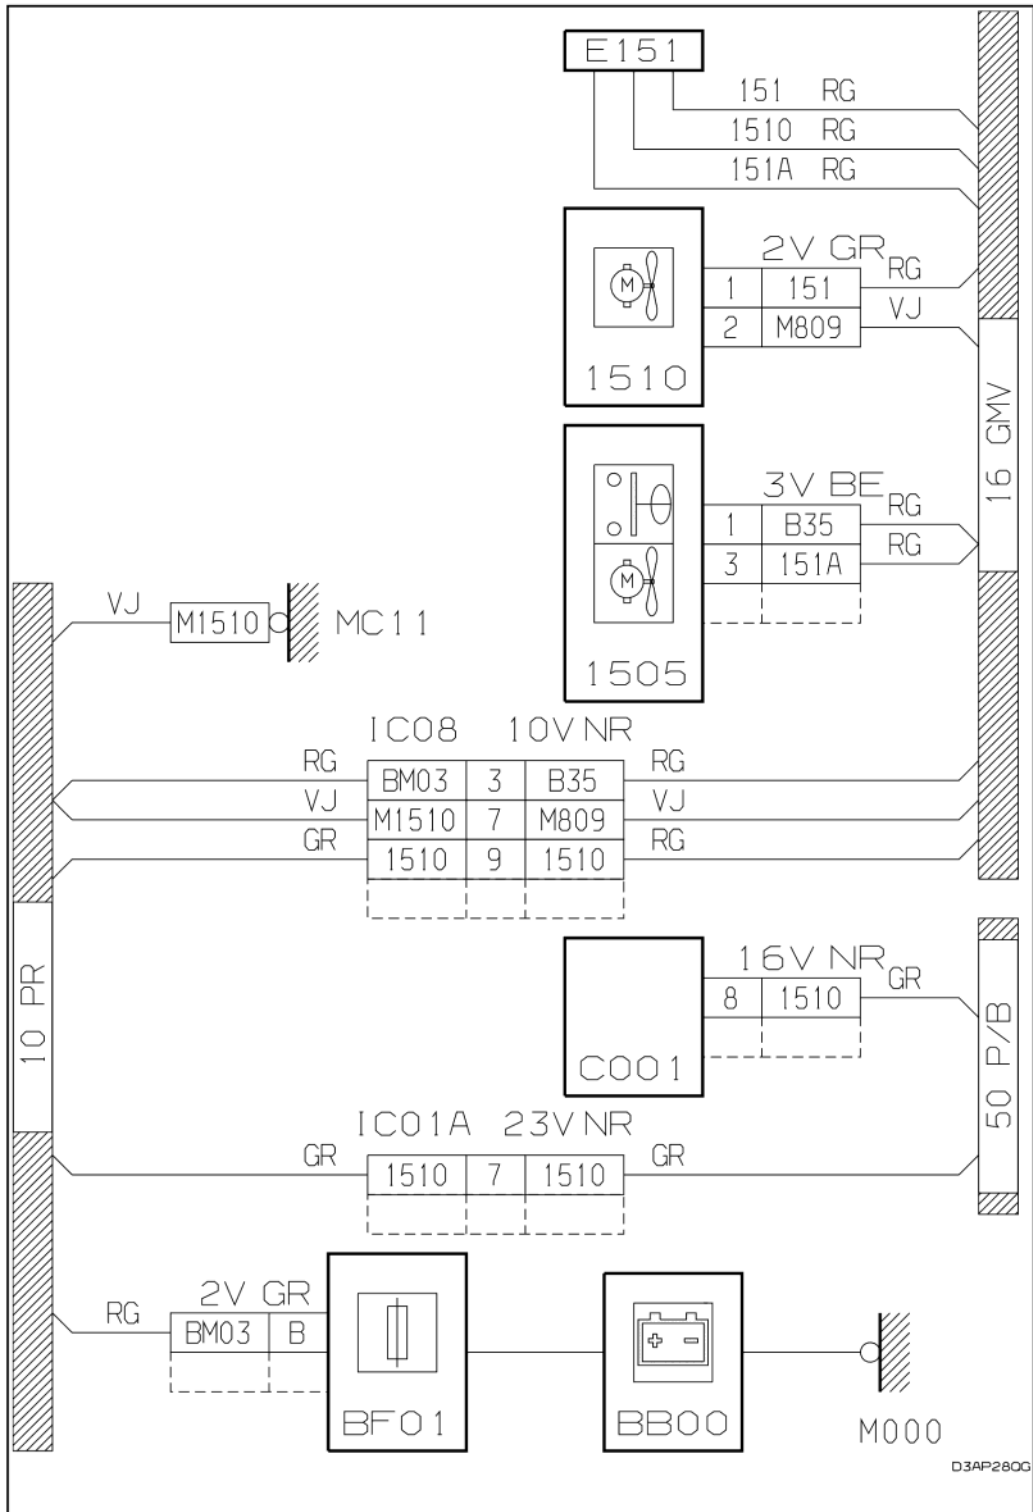 E151
151 RG
1510 RG
151A RG
2V GR
RG
1 151
VJ
2 M809
M
1510
16 GMV
3V BE
RG
1 B35
RG
3 151A
M
1505
VJ
M1510
MC11
IC08 10V NR
RG BM03 3 B35 RG
VJ M1510 7 M809 VJ
GR 1510 9 1510 RG
10 PR
16V NR
GR
8 1510
C001
50 P/B
IC01A 23V NR
GR 1510 7 1510 GR
2V GR
RG BM03 B
BF01
+ -
BB00
M000
D3AP28QG